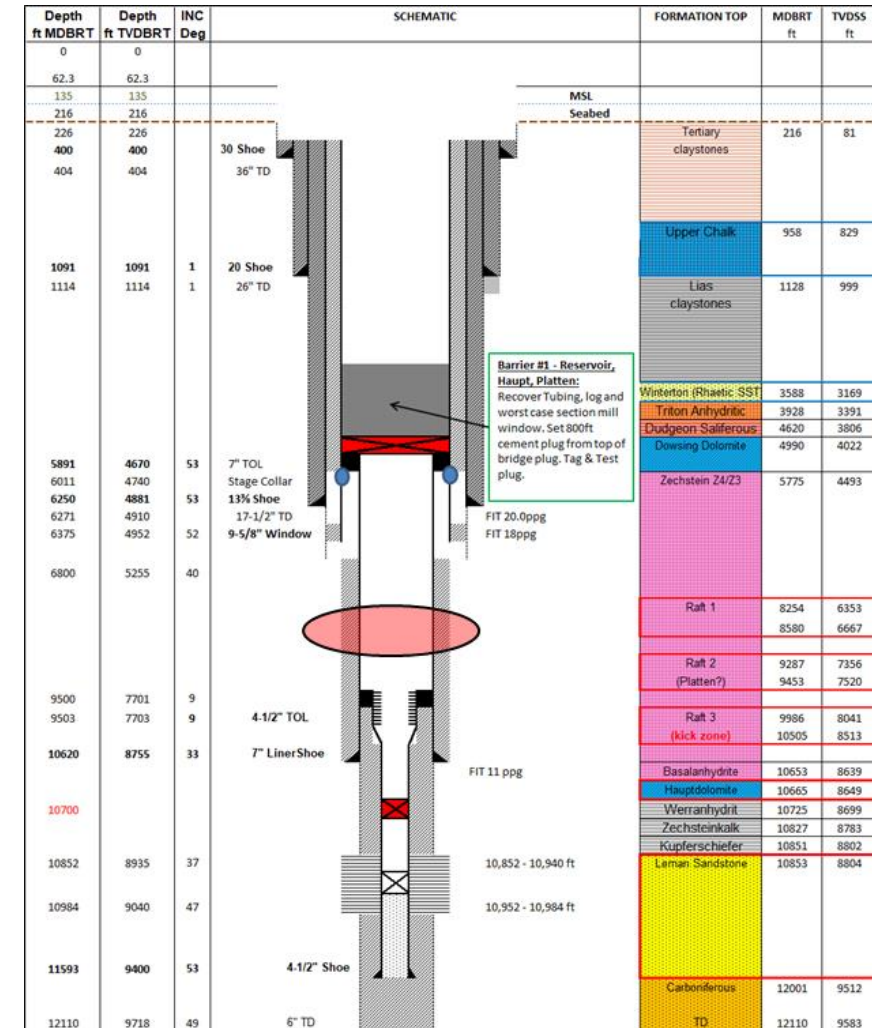 Depth Depth INC SCHEMATIC FORMATION TOP MDBRT TVDSS
ft MDBRT ft TVDBRT Deg ft ft
0 0
62.3 62.3
135 135 MSL
216 216 Seabed
226 226 Tertiary 216 81
400 400 30 Shoe claystones
404 404 36" TD
Upper Chalk 958 829
1091 1091 1 20 Shoe
1114 1114 1 26" TD Lias 1128 999
claystones
Barrier #1 - Reservoir,
Haupt, Platten:
Recover Tubing, log and
worst case section mill
window. Set 800ft
cement plug from top of
bridge plug. Tag & Test
plug.
Winterton (Rhaetic SST) 3588 3169
Triton Anhydritic 3928 3391
Dudgeon Saliferous 4620 3806
Dowsing Dolomite 4990 4022
5891 4670 53 7" TOL
6011 4740 Stage Collar Zechstein Z4/Z3 5775 4493
6250 4881 53 13⅜ Shoe
6271 4910 17-1/2" TD FIT 20.0ppg
6375 4952 52 9-5/8" Window FIT 18ppg
6800 5255 40
Raft 1 8254 6353
8580 6667
Raft 2 9287 7356
(Platten?) 9453 7520
9500 7701 9
9503 7703 9 4-1/2" TOL Raft 3 9986 8041
(kick zone) 10505 8513
10620 8755 33 7" Liner Shoe
FIT 11 ppg Basalanhydrite 10653 8639
Hauptdolomite 10665 8649
10700 Werranhydrit 10725 8699
Zechsteinkalk 10827 8783
Kupferschiefer 10851 8802
10852 8935 37 10,852 - 10,940 ft Leman Sandstone 10853 8804
10984 9040 47 10,952 - 10,984 ft
11593 9400 53 4-1/2" Shoe
Carboniferous 12001 9512
12110 9718 49 6" TD TD 12110 9583